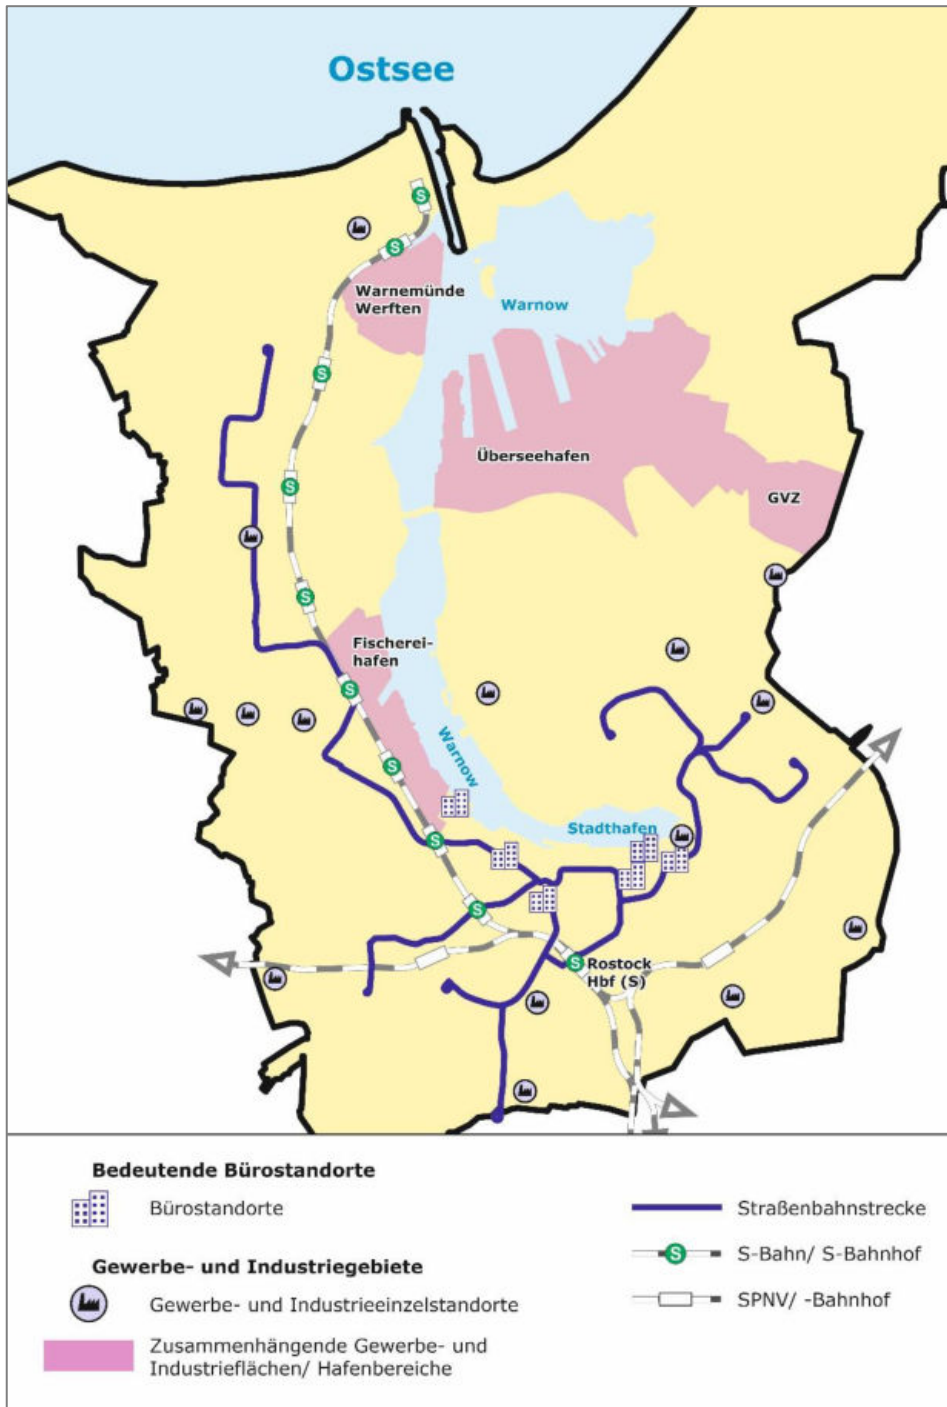 Ostsee
Warnemünde
Werften
Warnow
Überseehafen
GVZ
Fischerei-
hafen
Warnow
Stadthafen
Rostock
Hbf (S)
S
S
S
S
S
S
S
S
S
S
Bedeutende Bürostandorte
Bürostandorte
Gewerbe- und Industriegebiete
Gewerbe- und Industrieeinzelstandorte
Zusammenhängende Gewerbe- und
Industrieflächen/ Hafenbereiche
Straßenbahnstrecke
S
S-Bahn/ S-Bahnhof
SPNV/ -Bahnhof